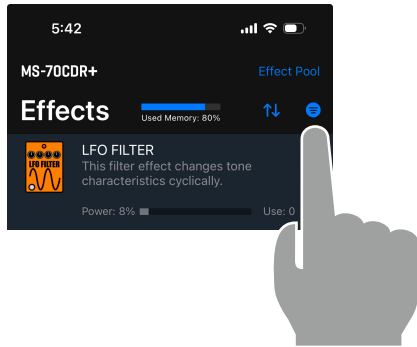 5:42
MS-70CDR+
Effect Pool
Effects
Used Memory: 80%
LFO FILTER
LFO FILTER
This filter effect changes tone
characteristics cyclically.
Power: 8%
Use: 0